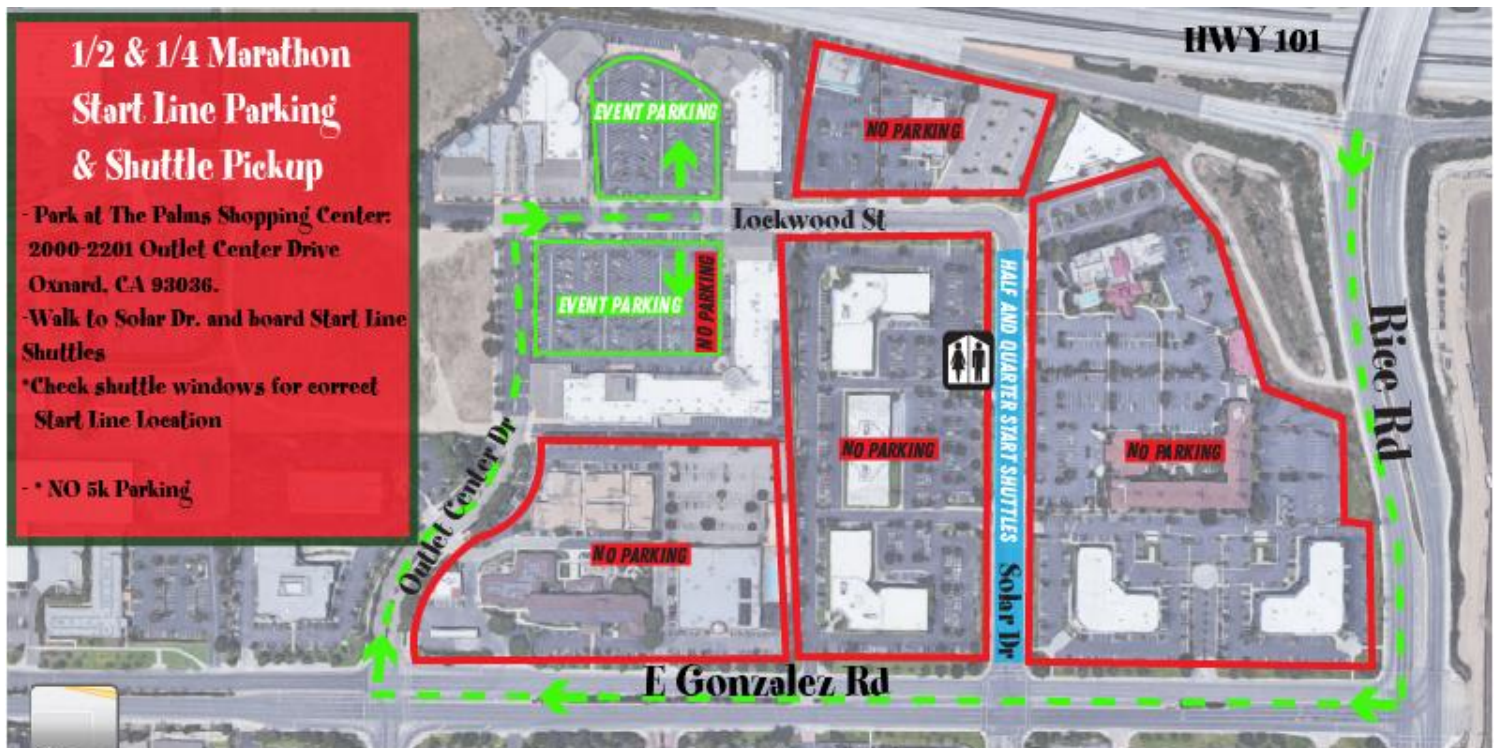 1/2 & 1/4 Marathon
Start Line Parking
& Shuttle Pickup
- Park at The Palms Shopping Center:
2000-2201 Outlet Center Drive
Oxnard, CA 93036.
-Walk to Solar Dr. and board Start Line
Shuttles
*Check shuttle windows for correct
Start Line Location
- * NO 5k Parking
HWY 101
EVENT PARKING
NO PARKING
Lockwood St
EVENT PARKING
NO PARKING
HALF AND QUARTER START SHUTTLES
Rice Rd
NO PARKING
NO PARKING
Outlet Center Dr
NO PARKING
Solar Dr
E Gonzalez Rd